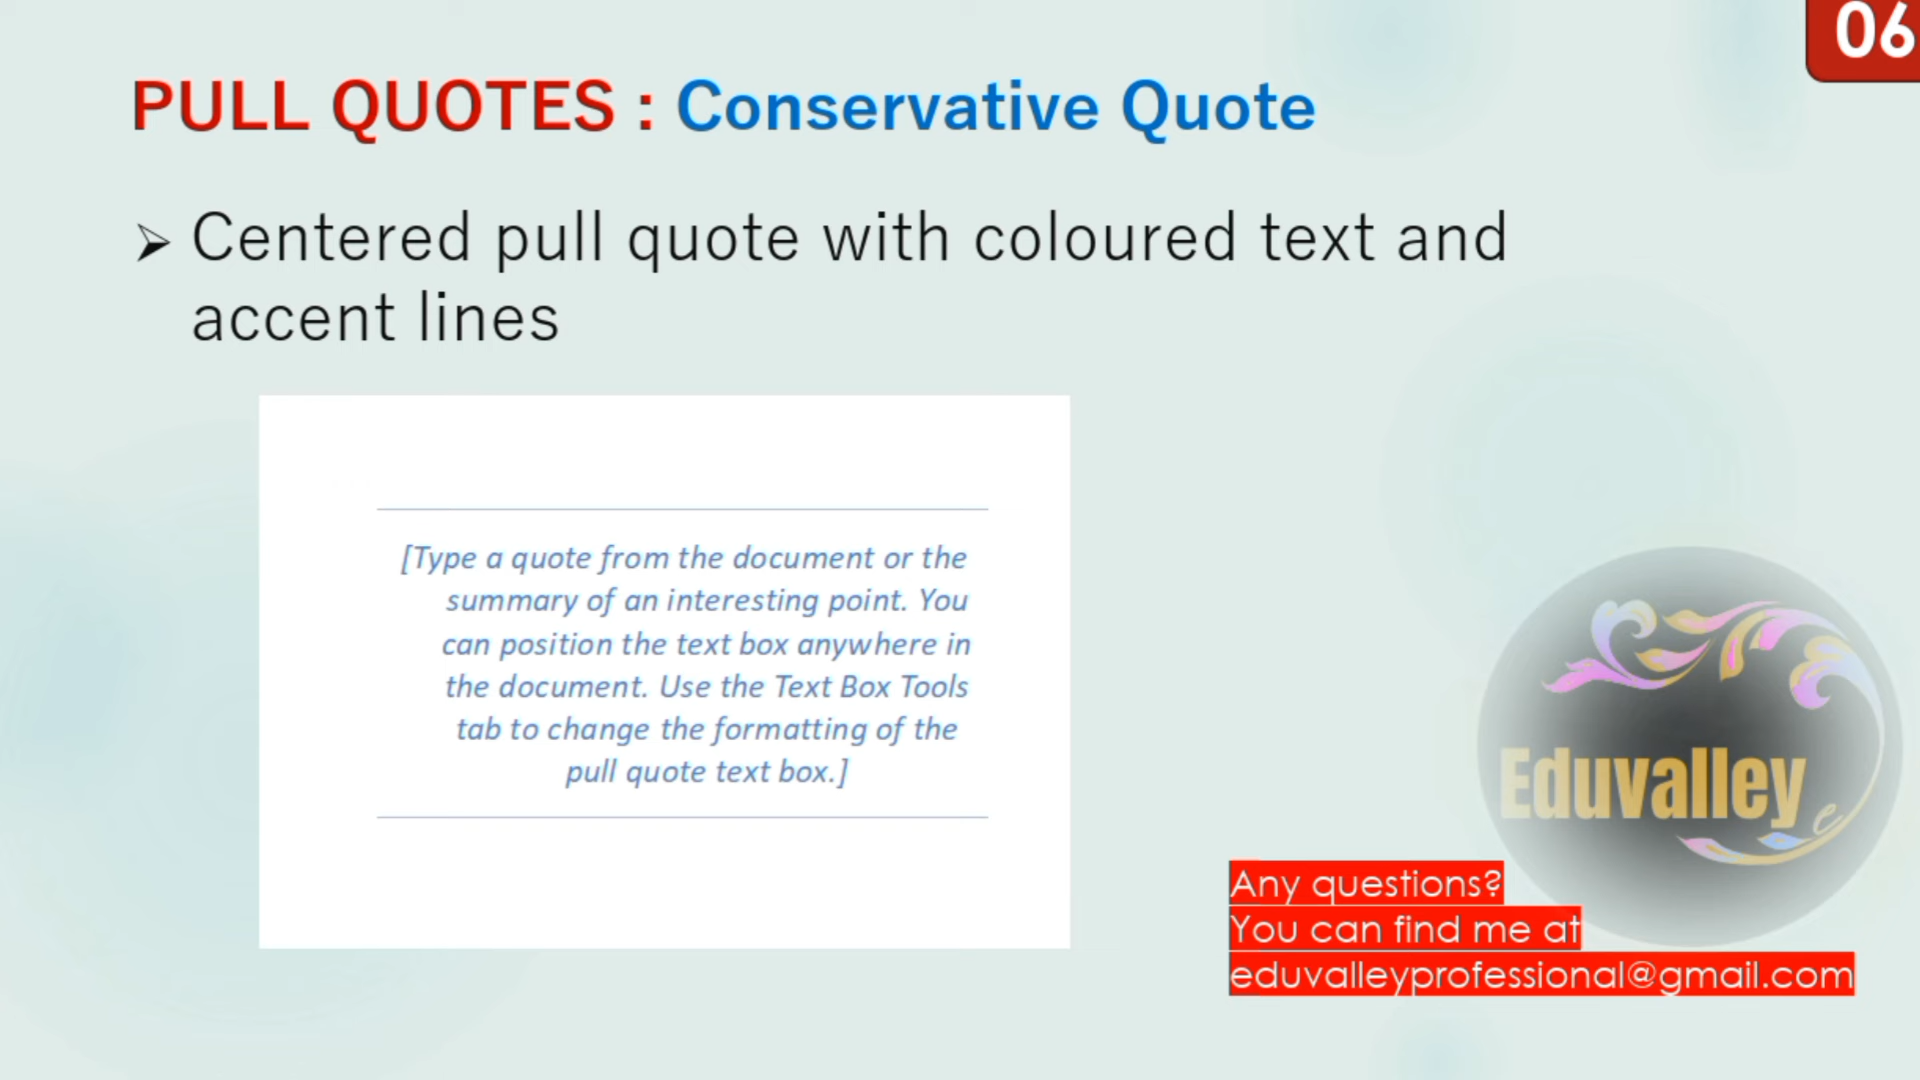 06
PULL QUOTES : Conservative Quote
➢ Centered pull quote with coloured text and
accent lines
[Type a quote from the document or the
summary of an interesting point. You
can position the text box anywhere in
the document. Use the Text Box Tools
tab to change the formatting of the
pull quote text box.]
Eduvalley
e
Any questions?
You can find me at
eduvalleyprofessional@gmail.com